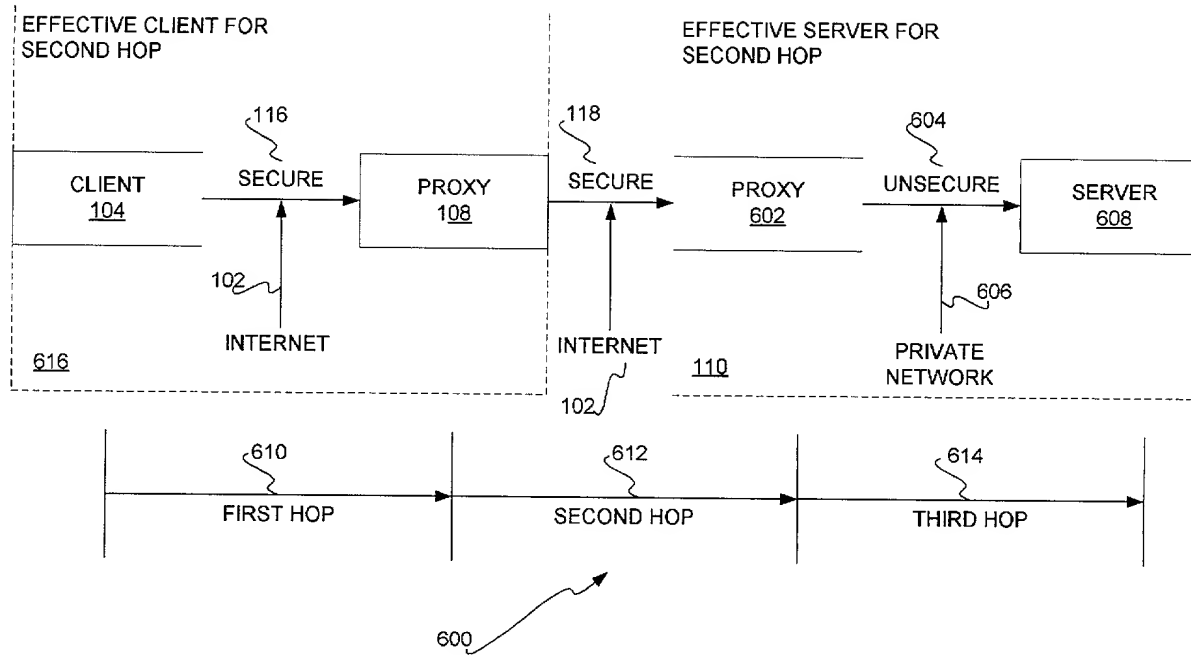 EFFECTIVE CLIENT FOR
SECOND HOP
EFFECTIVE SERVER FOR
SECOND HOP
116
118
604
CLIENT
104
SECURE
PROXY
108
SECURE
PROXY
602
UNSECURE
SERVER
608
102
606
INTERNET
INTERNET
PRIVATE
NETWORK
616
110
102
610
612
614
FIRST HOP
SECOND HOP
THIRD HOP
600